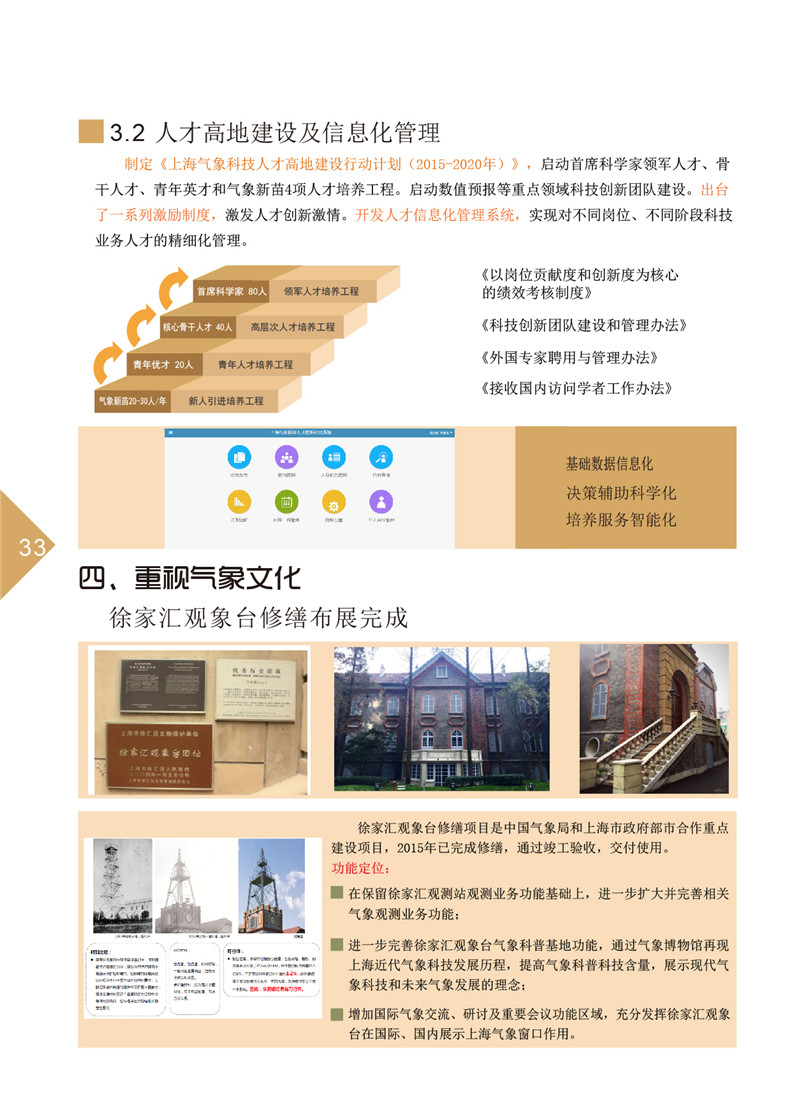 3.2 人才高地建设及信息化管理
制定《上海气象科技人才高地建设行动计划（2015-2020年）》，启动首席科学家领军人才、骨
干人才、青年英才和气象新苗4项人才培养工程。启动数值预报等重点领域科技创新团队建设。出台
了一系列激励制度，激发人才创新激情。开发人才信息化管理系统，实现对不同岗位、不同阶段科技
业务人才的精细化管理。
首席科学家 80人 领军人才培养工程
核心骨干人才 40人 高层次人才培养工程
青年优才 20人 青年人才培养工程
气象新苗20-30人/年 新人引进培养工程
《以岗位贡献度和创新度为核心
的绩效考核制度》
《科技创新团队建设和管理办法》
《外国专家聘用与管理办法》
《接收国内访问学者工作办法》
基础数据信息化
决策辅助科学化
培养服务智能化
33
四、重视气象文化
徐家汇观象台修缮布展完成
优秀历史建筑
上海市徐汇区文物保护单位
徐家汇观象台旧址
徐家汇观象台修缮项目是中国气象局和上海市政府部市合作重点
建设项目，2015年已完成修缮，通过竣工验收，交付使用。
功能定位：
在保留徐家汇观测站观测业务功能基础上，进一步扩大并完善相关
气象观测业务功能；
进一步完善徐家汇观象台气象科普基地功能，通过气象博物馆再现
上海近代气象科技发展历程，提高气象科普科技含量，展示现代气
象科技和未来气象发展的理念；
增加国际气象交流、研讨及重要会议功能区域，充分发挥徐家汇观象
台在国际、国内展示上海气象窗口作用。